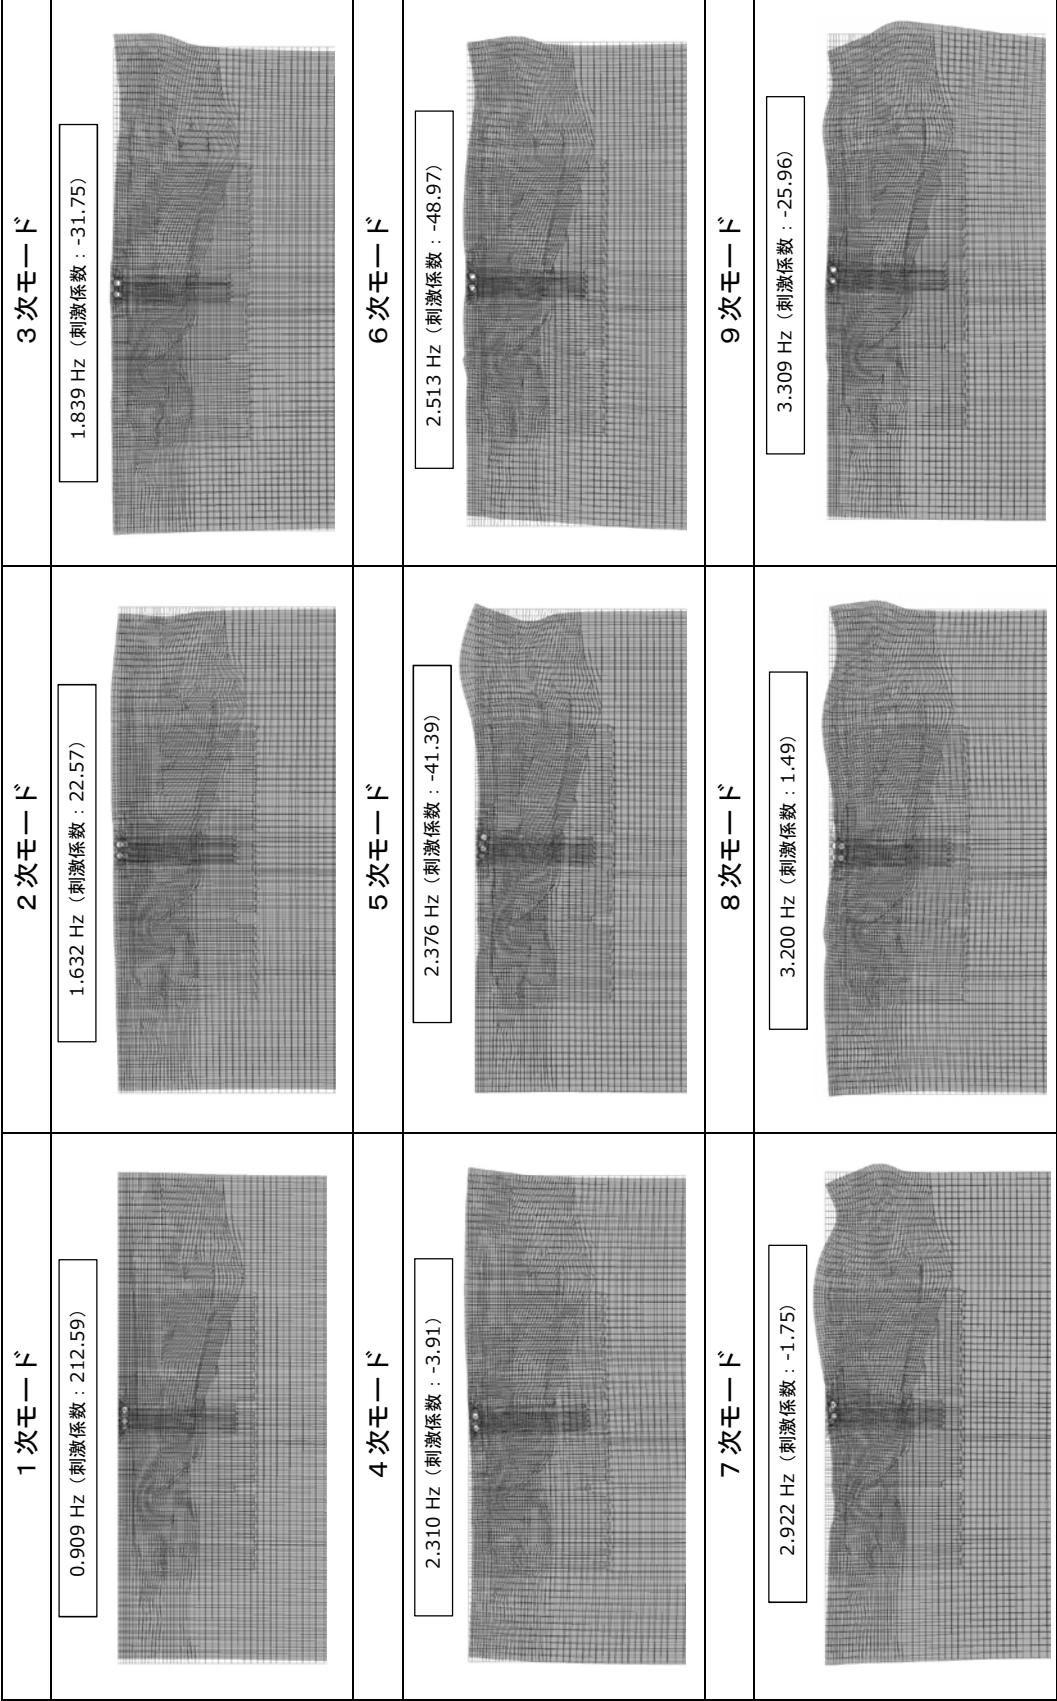 1次モード
0.909 Hz（刺激係数：212.59）
2次モード
1.632 Hz（刺激係数：22.57）
3次モード
1.839 Hz（刺激係数：-31.75）
4次モード
2.310 Hz（刺激係数：-3.91）
5次モード
2.376 Hz（刺激係数：-41.39）
6次モード
2.513 Hz（刺激係数：-48.97）
7次モード
2.922 Hz（刺激係数：-1.75）
8次モード
3.200 Hz（刺激係数：1.49）
9次モード
3.309 Hz（刺激係数：-25.96）